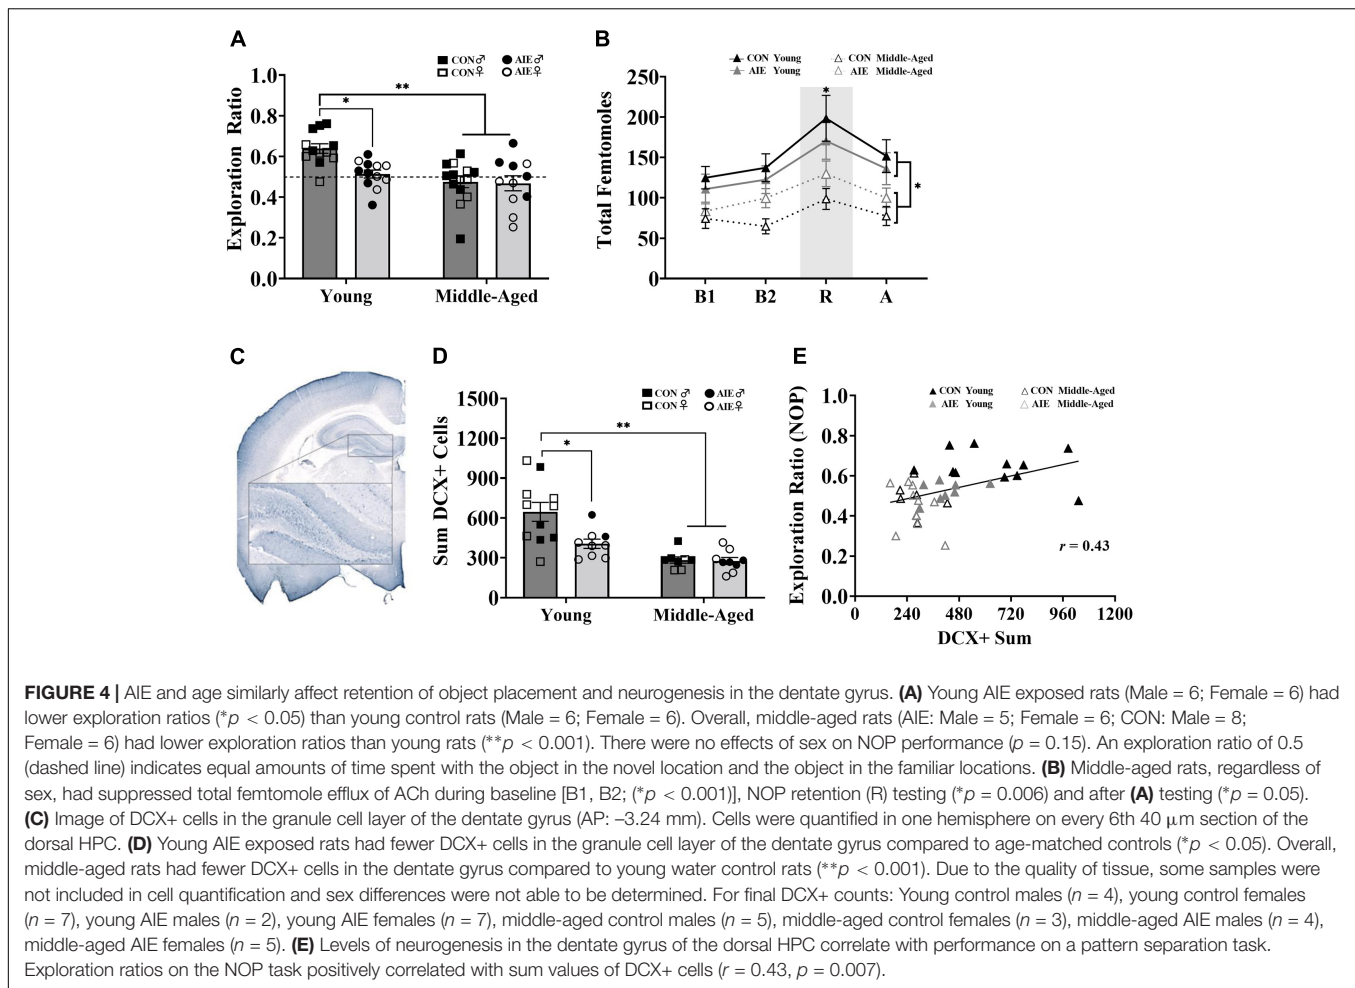 A
CON♂ AIE♂
CON♀ AIE♀
Exploration Ratio
1.0
0.8
0.6
0.4
0.2
0.0
*
**
Young Middle-Aged
B
CON Young CON Middle-Aged
AIE Young AIE Middle-Aged
Total Femtomoles
250
200
150
100
50
0
*
*
B1 B2 R A
C
D
CON♂ AIE♂
CON♀ AIE♀
Sum DCX+ Cells
1500
1200
900
600
300
0
*
**
Young Middle-Aged
E
CON Young CON Middle-Aged
AIE Young AIE Middle-Aged
Exploration Ratio (NOP)
1.0
0.8
0.6
0.4
0.2
0.0
r = 0.43
0 240 480 720 960 1200
DCX+ Sum
FIGURE 4 | AIE and age similarly affect retention of object placement and neurogenesis in the dentate gyrus. (A) Young AIE exposed rats (Male = 6; Female = 6) had
lower exploration ratios (*p < 0.05) than young control rats (Male = 6; Female = 6). Overall, middle-aged rats (AIE: Male = 5; Female = 6; CON: Male = 8;
Female = 6) had lower exploration ratios than young rats (**p < 0.001). There were no effects of sex on NOP performance (p = 0.15). An exploration ratio of 0.5
(dashed line) indicates equal amounts of time spent with the object in the novel location and the object in the familiar locations. (B) Middle-aged rats, regardless of
sex, had suppressed total femtomole efflux of ACh during baseline [B1, B2; (*p < 0.001)], NOP retention (R) testing (*p = 0.006) and after (A) testing (*p = 0.05).
(C) Image of DCX+ cells in the granule cell layer of the dentate gyrus (AP: –3.24 mm). Cells were quantified in one hemisphere on every 6th 40 μm section of the
dorsal HPC. (D) Young AIE exposed rats had fewer DCX+ cells in the granule cell layer of the dentate gyrus compared to age-matched controls (*p < 0.05). Overall,
middle-aged rats had fewer DCX+ cells in the dentate gyrus compared to young water control rats (**p < 0.001). Due to the quality of tissue, some samples were
not included in cell quantification and sex differences were not able to be determined. For final DCX+ counts: Young control males (n = 4), young control females
(n = 7), young AIE males (n = 2), young AIE females (n = 7), middle-aged control males (n = 5), middle-aged control females (n = 3), middle-aged AIE males (n = 4),
middle-aged AIE females (n = 5). (E) Levels of neurogenesis in the dentate gyrus of the dorsal HPC correlate with performance on a pattern separation task.
Exploration ratios on the NOP task positively correlated with sum values of DCX+ cells (r = 0.43, p = 0.007).